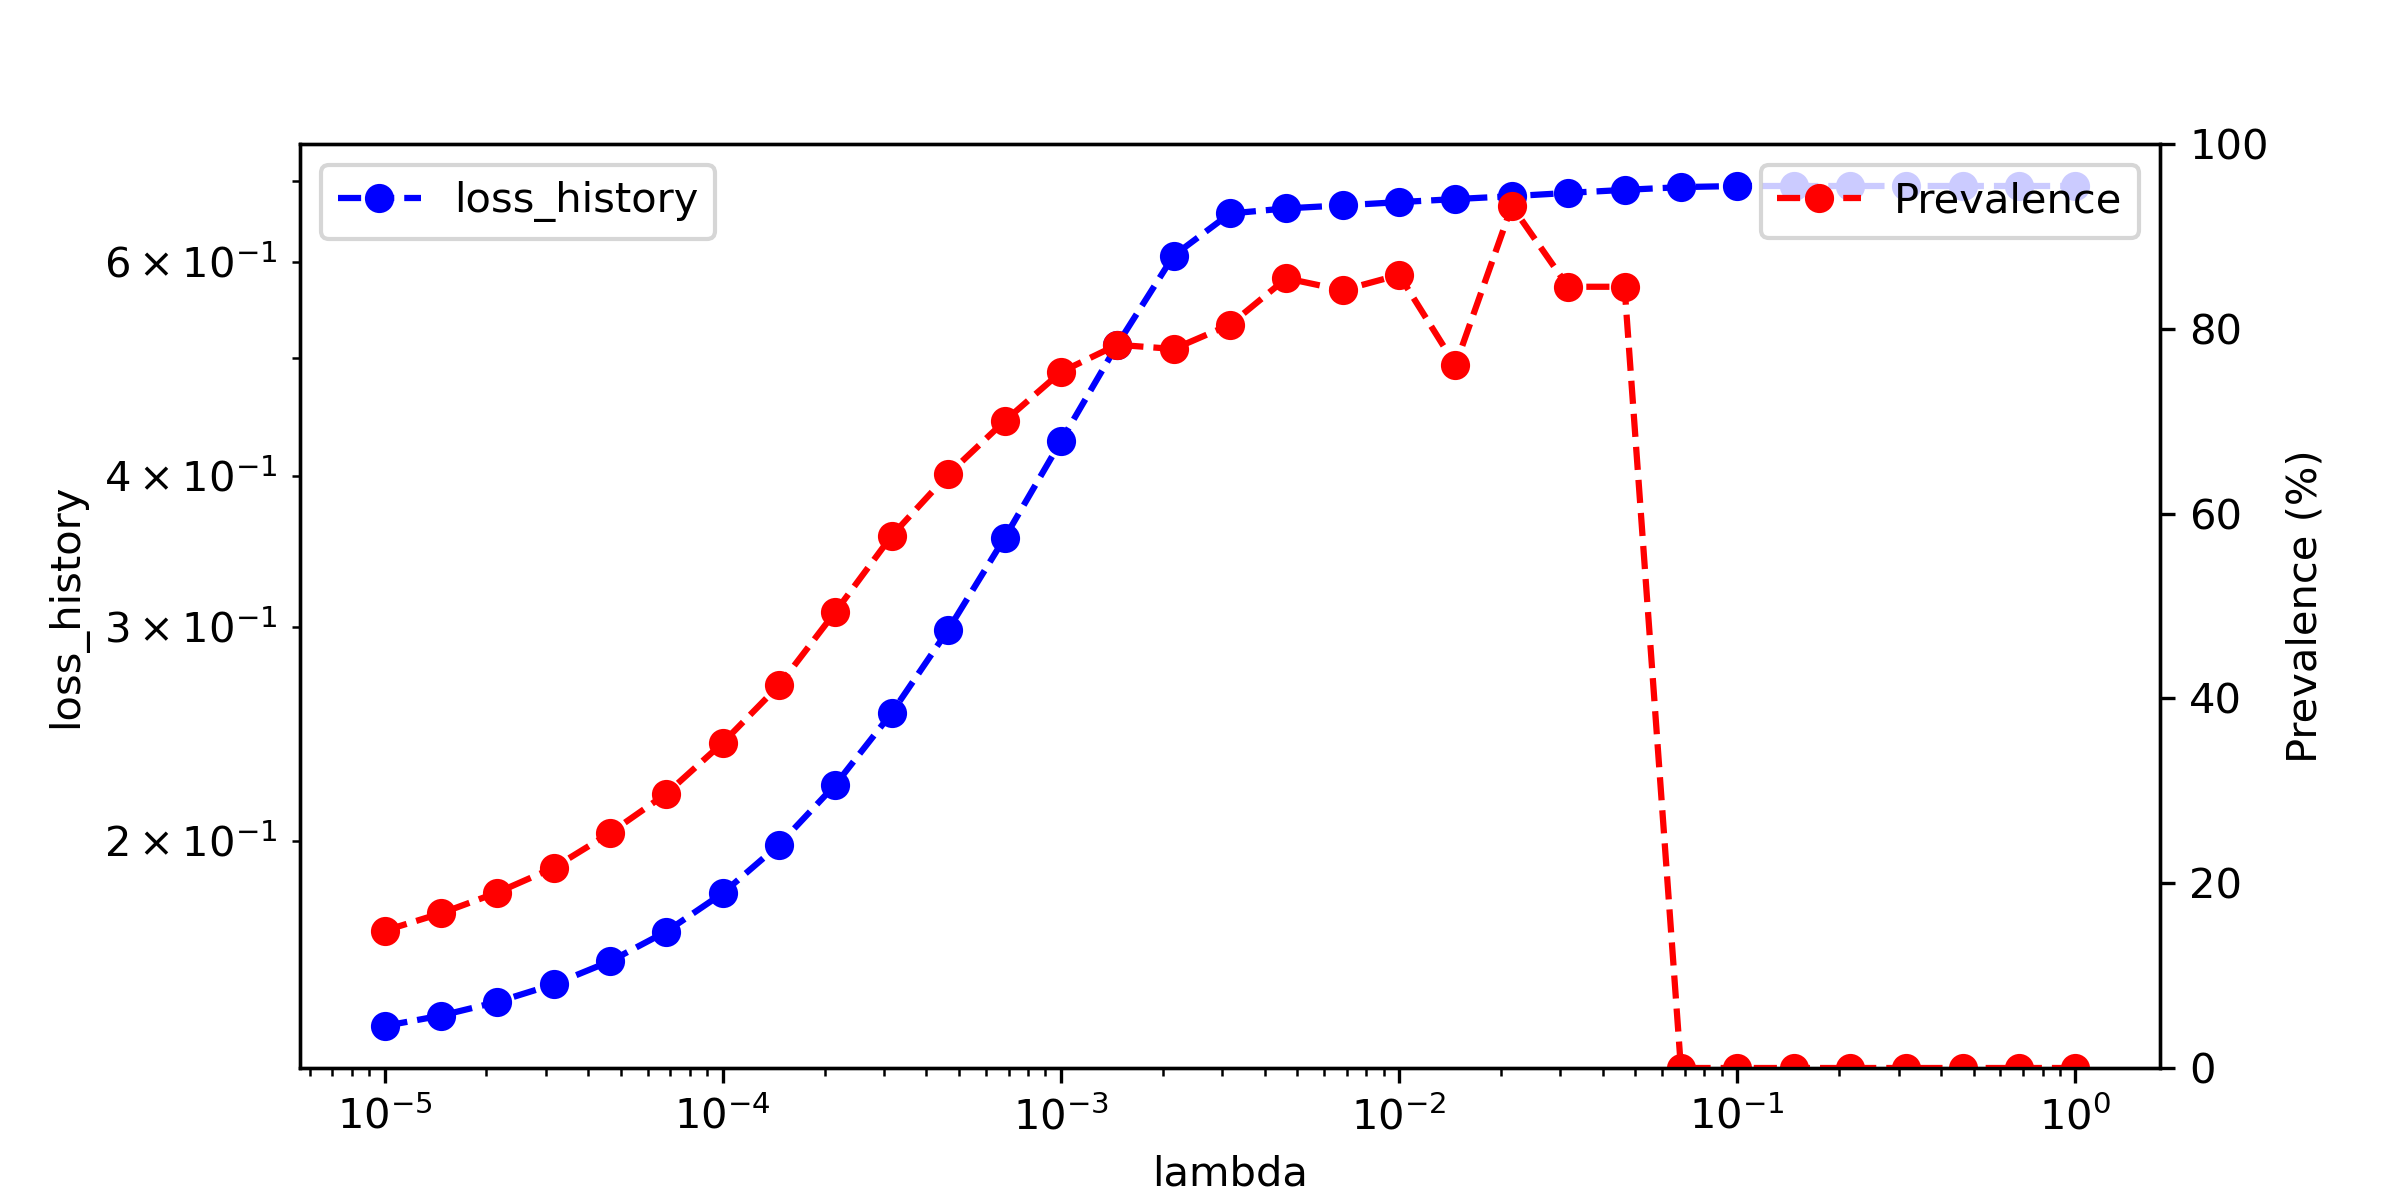 loss_history
Prevalence
6 × 10⁻¹
4 × 10⁻¹
3 × 10⁻¹
2 × 10⁻¹
loss_history
100
80
60
40
20
0
Prevalence (%)
10⁻⁵ 10⁻⁴ 10⁻³ 10⁻² 10⁻¹ 10⁰
lambda